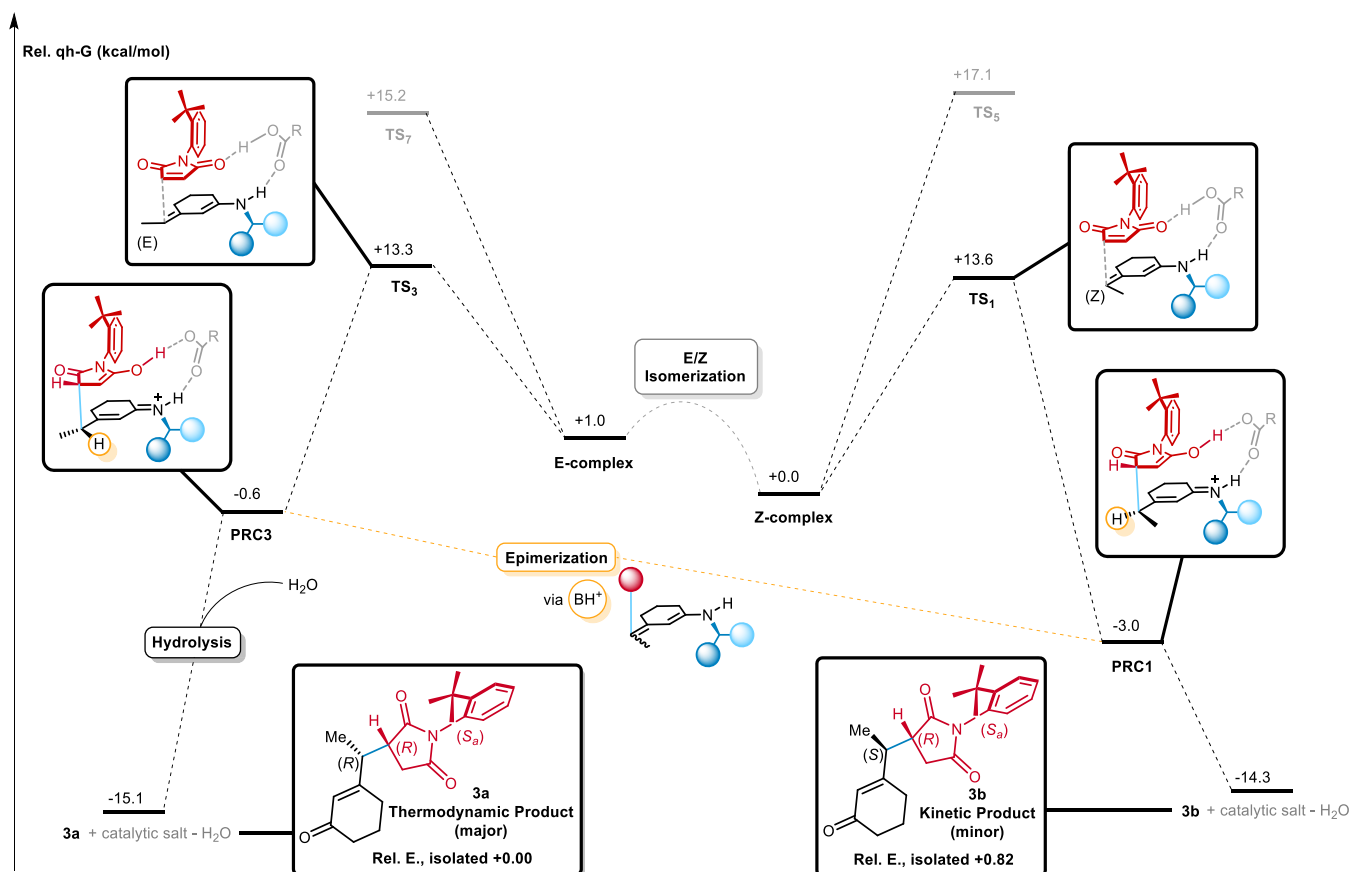 Rel. qh-G (kcal/mol)
+15.2
TS7
+17.1
TS5
N
O
O
H
O
R
O
N
H
(E)
+13.3
TS3
N
O
O
H
O
R
O
N
H
(Z)
+13.6
TS1
N
O
O
H
H
O
R
O
+
N
H
H
E/Z
Isomerization
+1.0
E-complex
+0.0
Z-complex
N
O
O
H
H
O
R
O
+
N
H
H
-0.6
PRC3
Epimerization
via BH+
N
H
H2O
Hydrolysis
-3.0
PRC1
-15.1
3a + catalytic salt - H2O
O
H
N
Me
(R)
(Sa)
(R)
O
O
3a
Thermodynamic Product
(major)
Rel. E., isolated +0.00
O
H
N
Me
(R)
(Sa)
(S)
O
O
3b
Kinetic Product
(minor)
Rel. E., isolated +0.82
-14.3
3b + catalytic salt - H2O